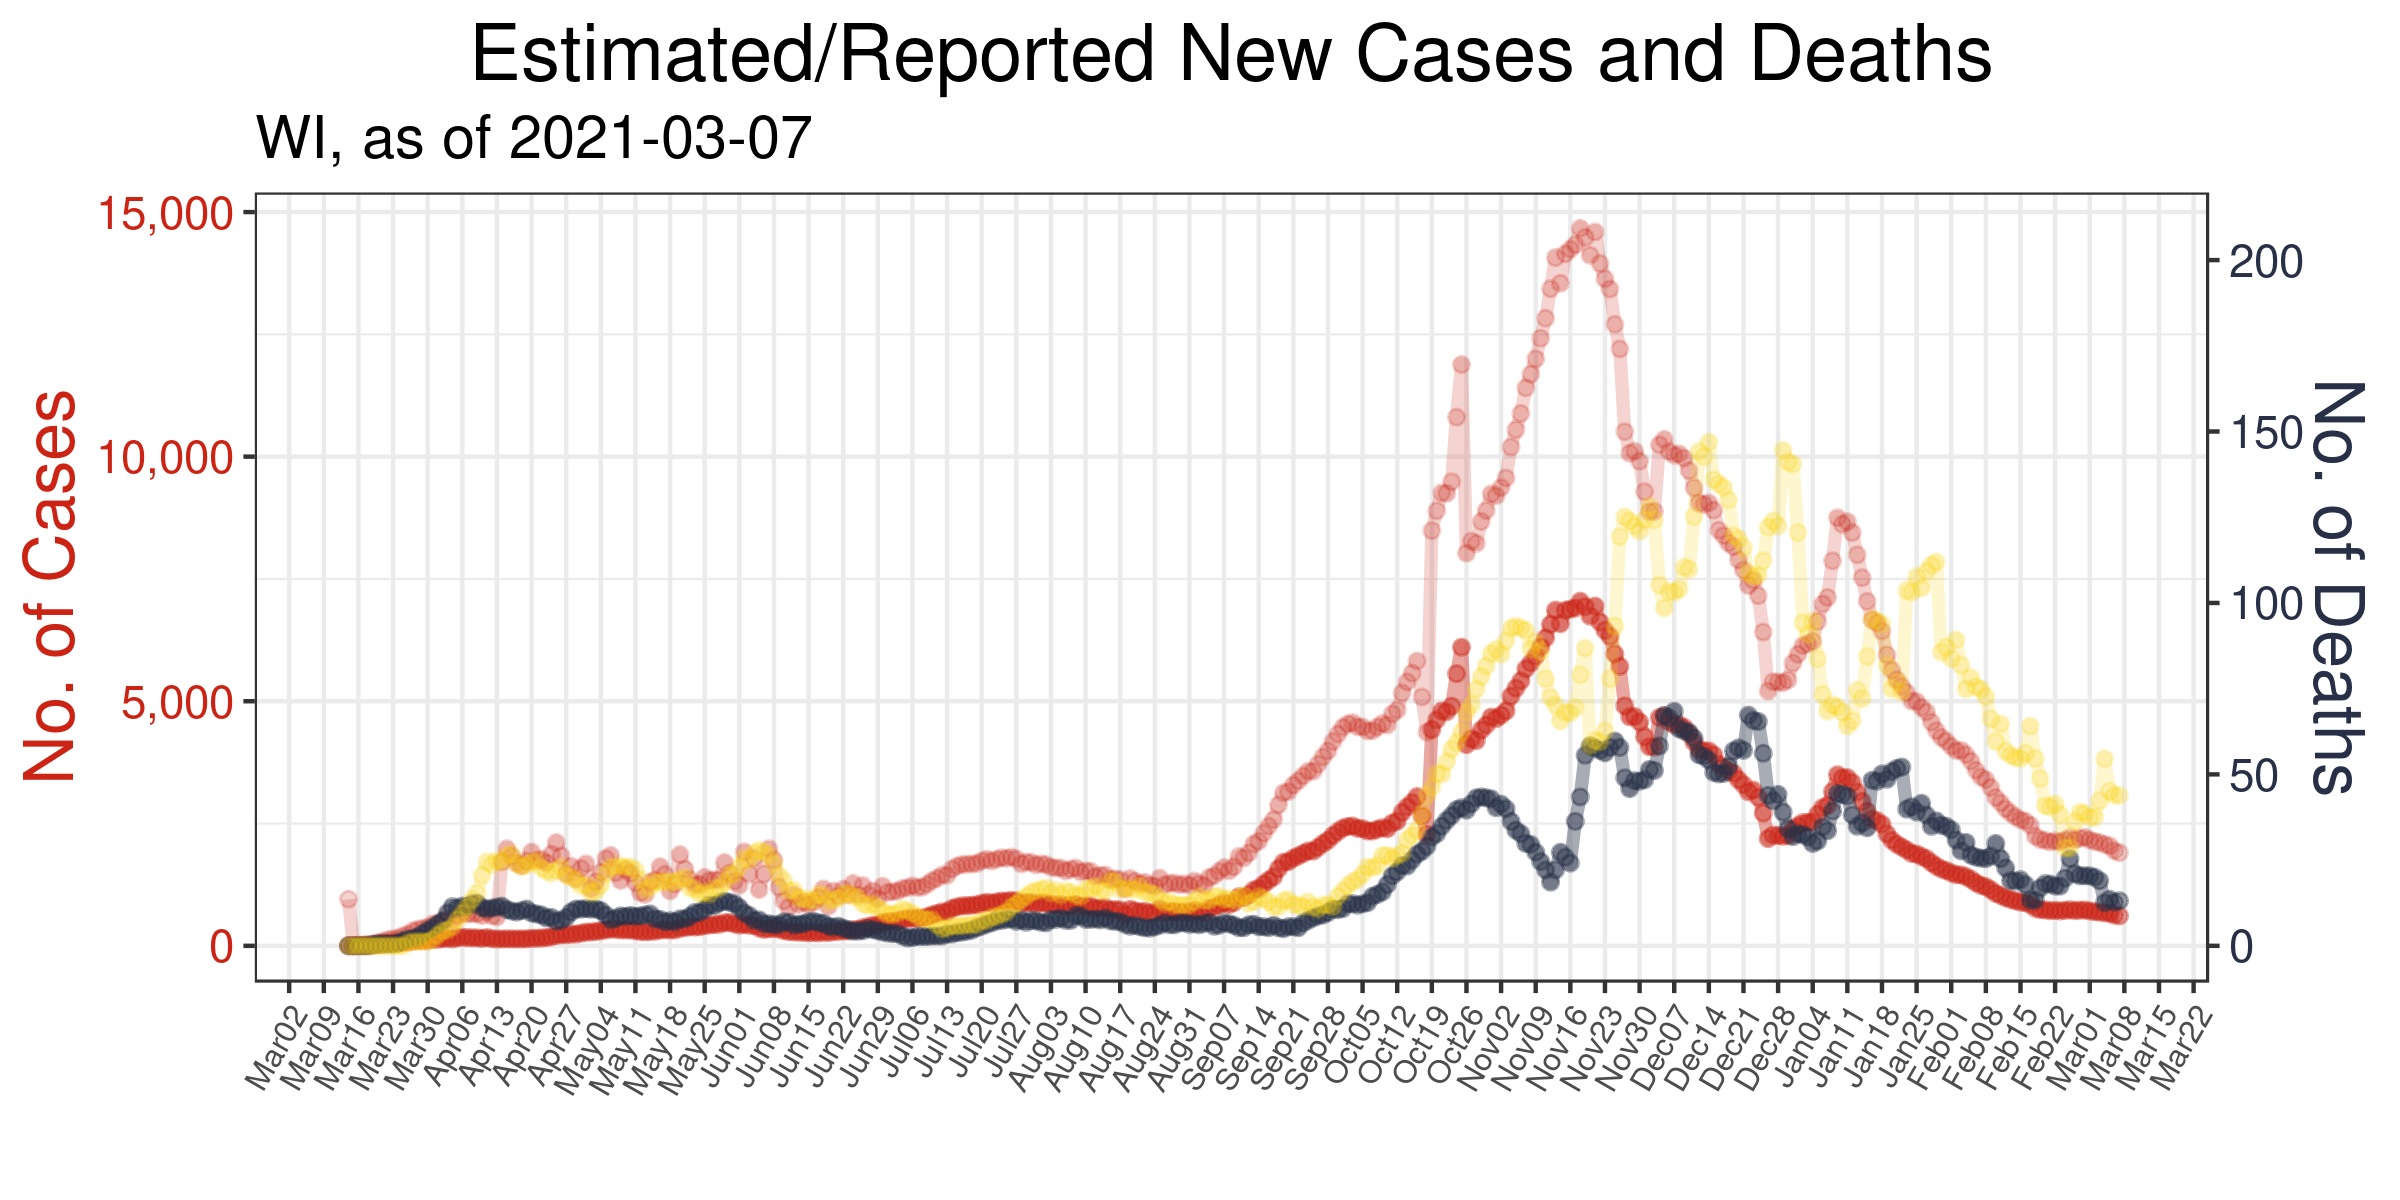 Estimated/Reported New Cases and Deaths
WI, as of 2021-03-07
No. of Cases
15,000
10,000
5,000
0
200
150
100
50
0
No. of Deaths
Mar02
Mar09
Mar16
Mar23
Mar30
Apr06
Apr13
Apr20
Apr27
May04
May11
May18
May25
Jun01
Jun08
Jun15
Jun22
Jun29
Jul06
Jul13
Jul20
Jul27
Aug03
Aug10
Aug17
Aug24
Aug31
Sep07
Sep14
Sep21
Sep28
Oct05
Oct12
Oct19
Oct26
Nov02
Nov09
Nov16
Nov23
Nov30
Dec07
Dec14
Dec21
Dec28
Jan04
Jan11
Jan18
Jan25
Feb01
Feb08
Feb15
Feb22
Mar01
Mar08
Mar15
Mar22